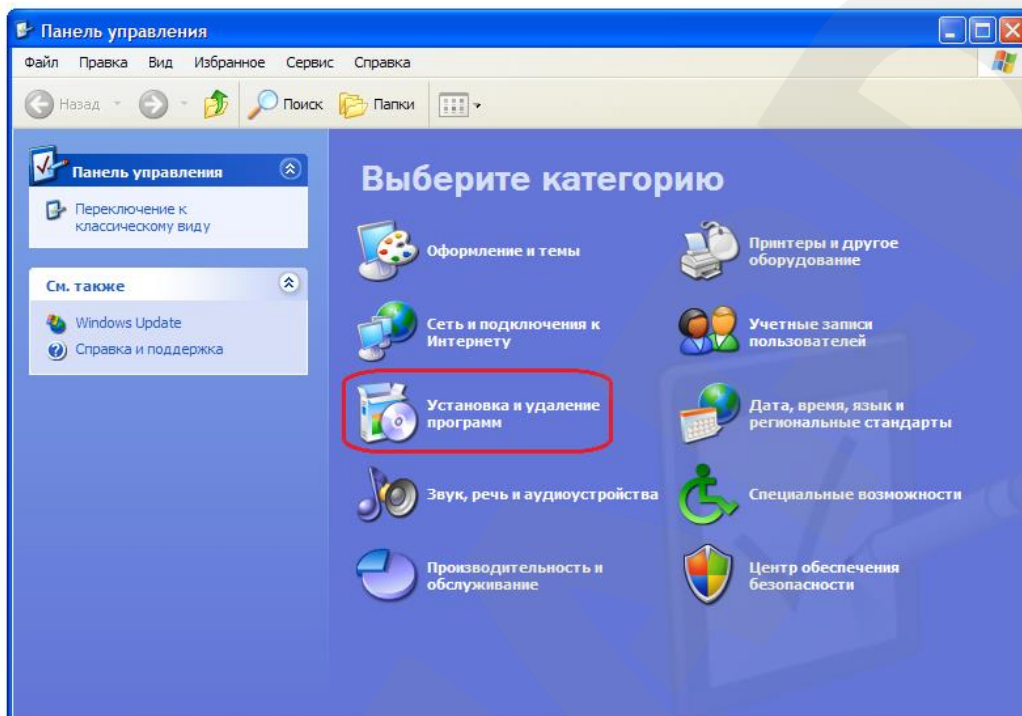 Панель управления
Файл Правка Вид Избранное Сервис Справка
Назад Поиск Папки
Панель управления
Переключение к
классическому виду
См. также
Windows Update
Справка и поддержка
Выберите категорию
Оформление и темы
Принтеры и другое
оборудование
Сеть и подключения к
Интернету
Учетные записи
пользователей
Установка и удаление
программ
Дата, время, язык и
региональные стандарты
Звук, речь и аудиоустройства
Специальные возможности
Производительность и
обслуживание
Центр обеспечения
безопасности